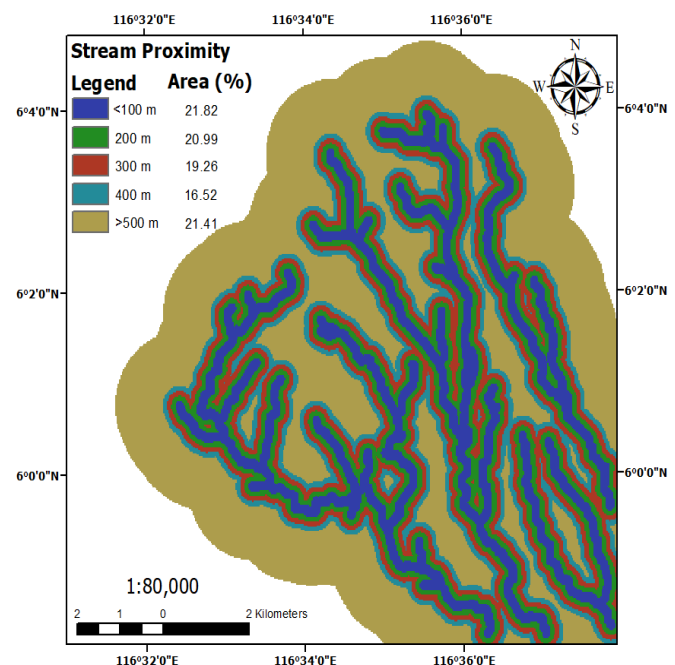 116°32'0"E 116°34'0"E 116°36'0"E
Stream Proximity
Legend Area (%)
<100 m 21.82
200 m 20.99
300 m 19.26
400 m 16.52
>500 m 21.41
N
W E
S
6°4'0"N 6°4'0"N
6°2'0"N 6°2'0"N
6°0'0"N 6°0'0"N
1:80,000
2 1 0 2 Kilometers
116°32'0"E 116°34'0"E 116°36'0"E